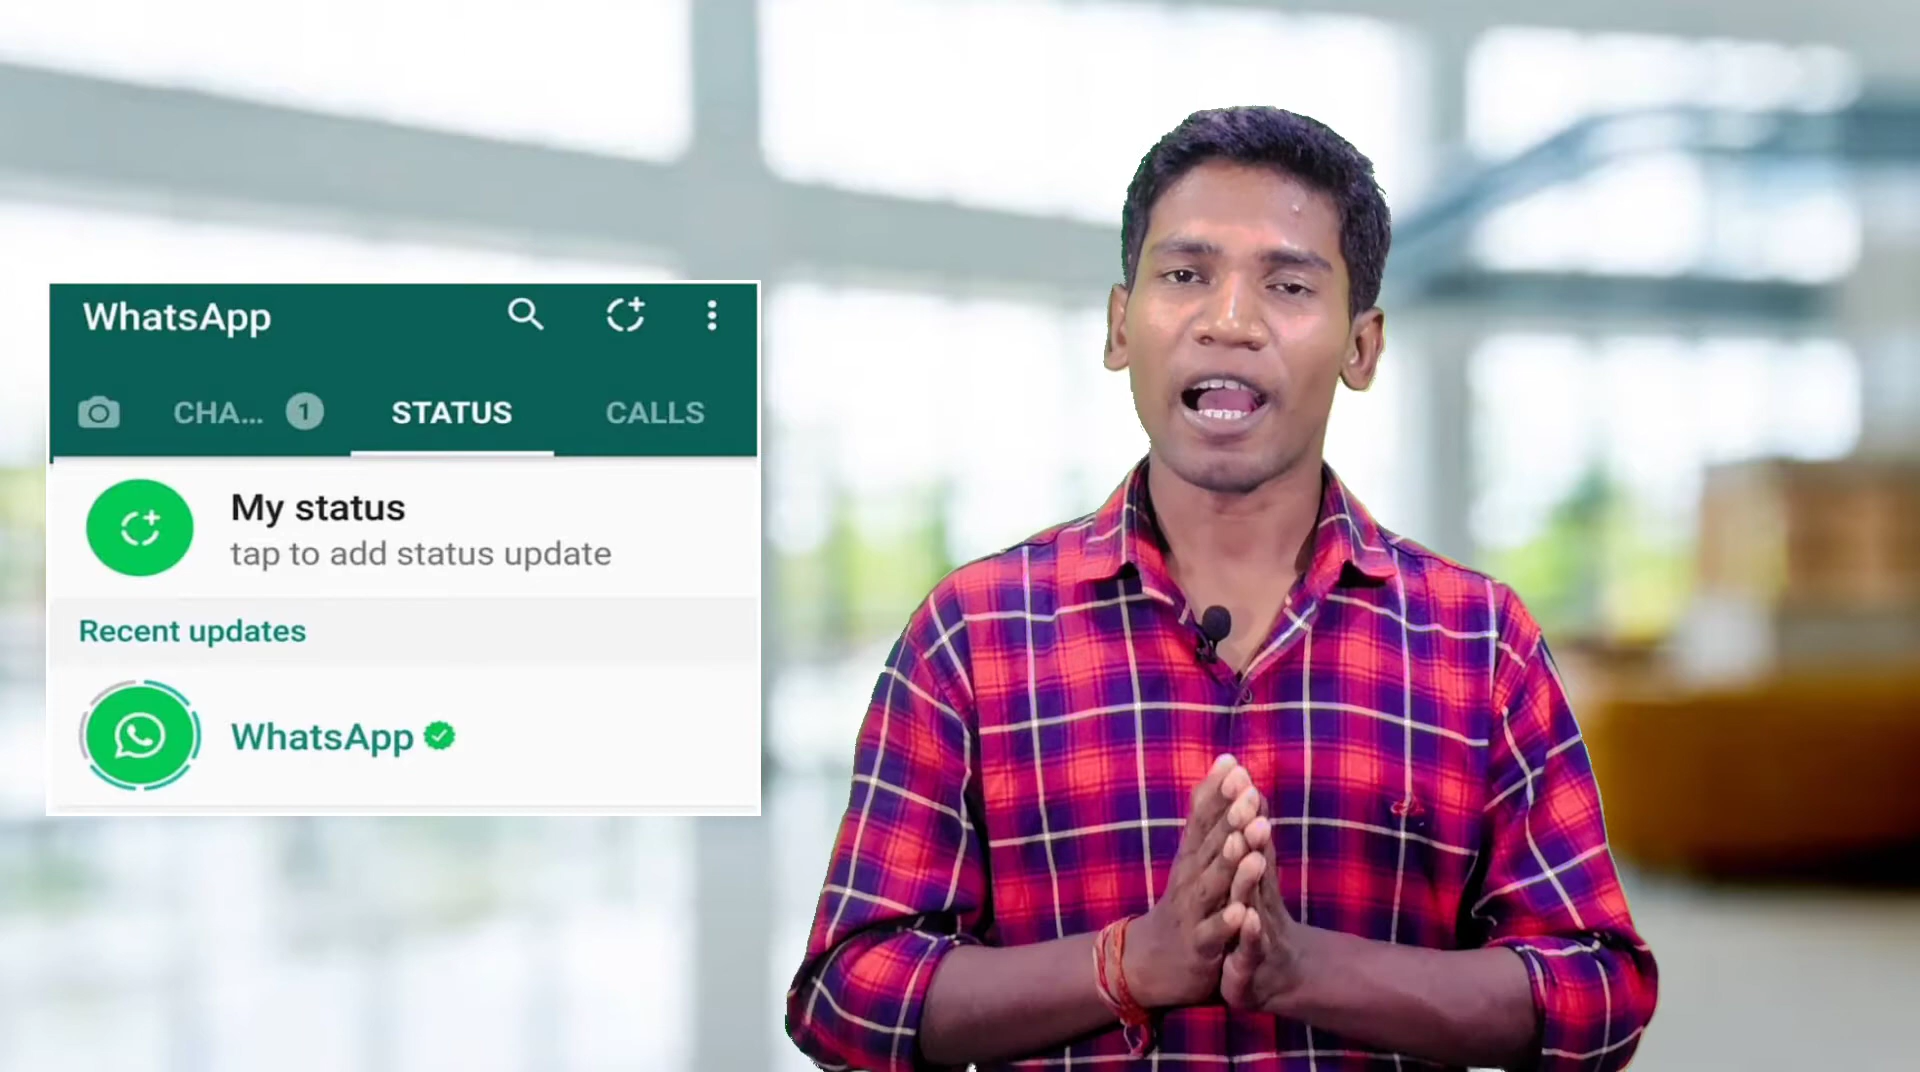 WhatsApp
CHA... 1 STATUS CALLS
My status
tap to add status update
Recent updates
WhatsApp